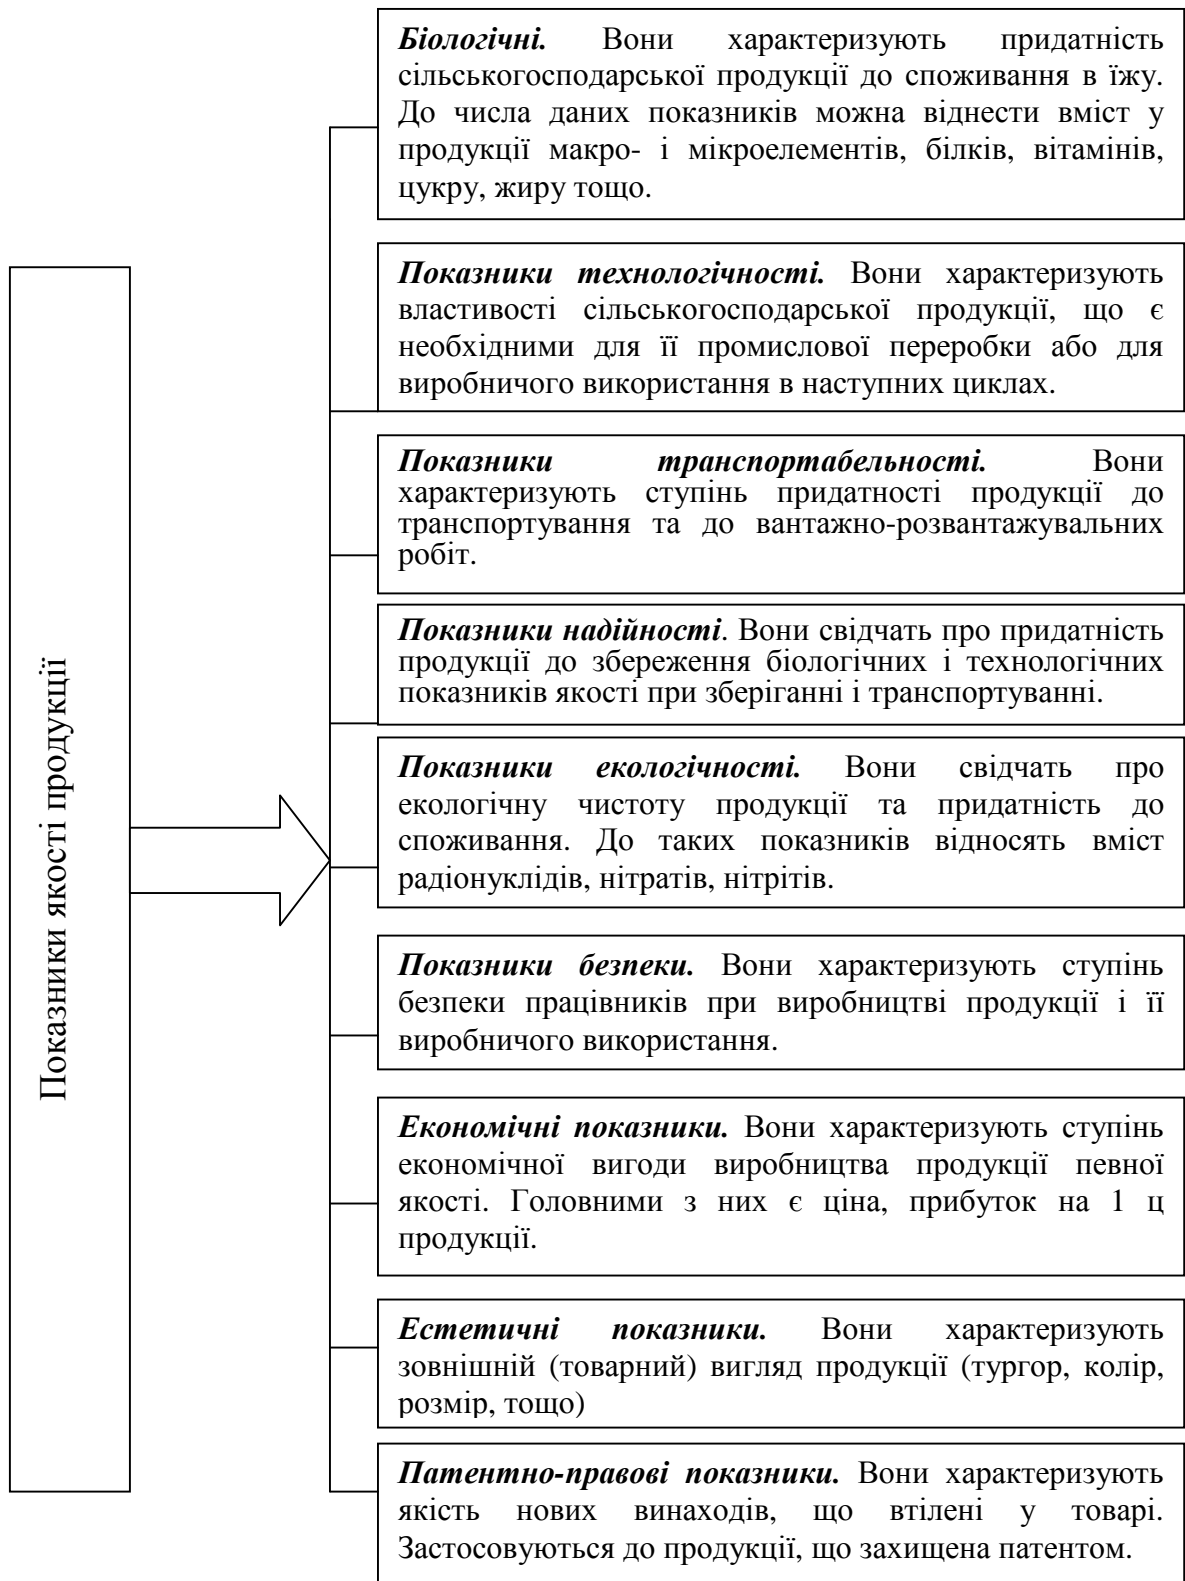 Показники якості продукції
Біологічні. Вони характеризують придатність
сільськогосподарської продукції до споживання в їжу.
До числа даних показників можна віднести вміст у
продукції макро- і мікроелементів, білків, вітамінів,
цукру, жиру тощо.
Показники технологічності. Вони характеризують
властивості сільськогосподарської продукції, що є
необхідними для її промислової переробки або для
виробничого використання в наступних циклах.
Показники транспортабельності. Вони
характеризують ступінь придатності продукції до
транспортування та до вантажно-розвантажувальних
робіт.
Показники надійності. Вони свідчать про придатність
продукції до збереження біологічних і технологічних
показників якості при зберіганні і транспортуванні.
Показники екологічності. Вони свідчать про
екологічну чистоту продукції та придатність до
споживання. До таких показників відносять вміст
радіонуклідів, нітратів, нітрітів.
Показники безпеки. Вони характеризують ступінь
безпеки працівників при виробництві продукції і її
виробничого використання.
Економічні показники. Вони характеризують ступінь
економічної вигоди виробництва продукції певної
якості. Головними з них є ціна, прибуток на 1 ц
продукції.
Естетичні показники. Вони характеризують
зовнішній (товарний) вигляд продукції (тургор, колір,
розмір, тощо)
Патентно-правові показники. Вони характеризують
якість нових винаходів, що втілені у товарі.
Застосовуються до продукції, що захищена патентом.